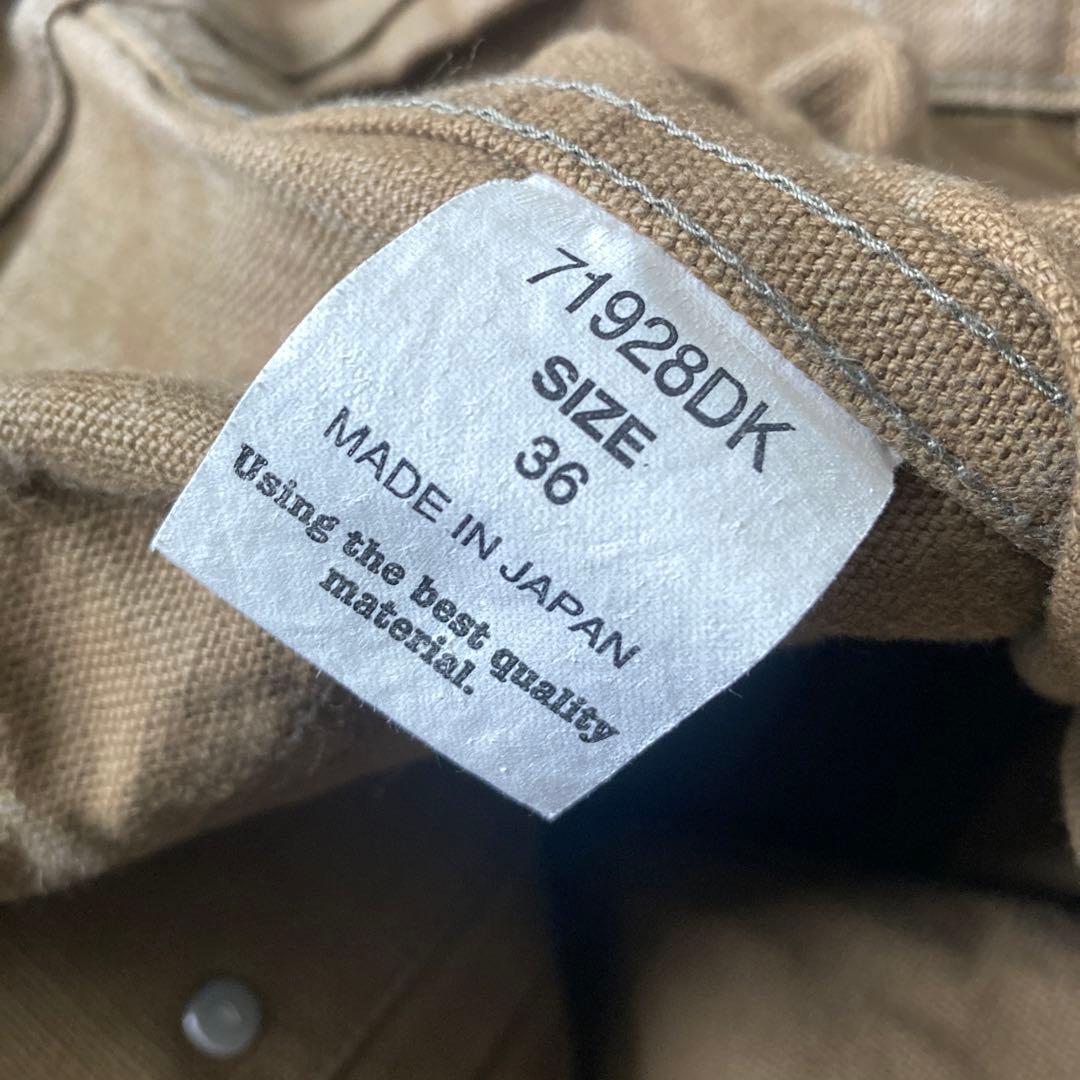 71928DK
SIZE
36
MADE IN JAPAN
Using the best quality
material.